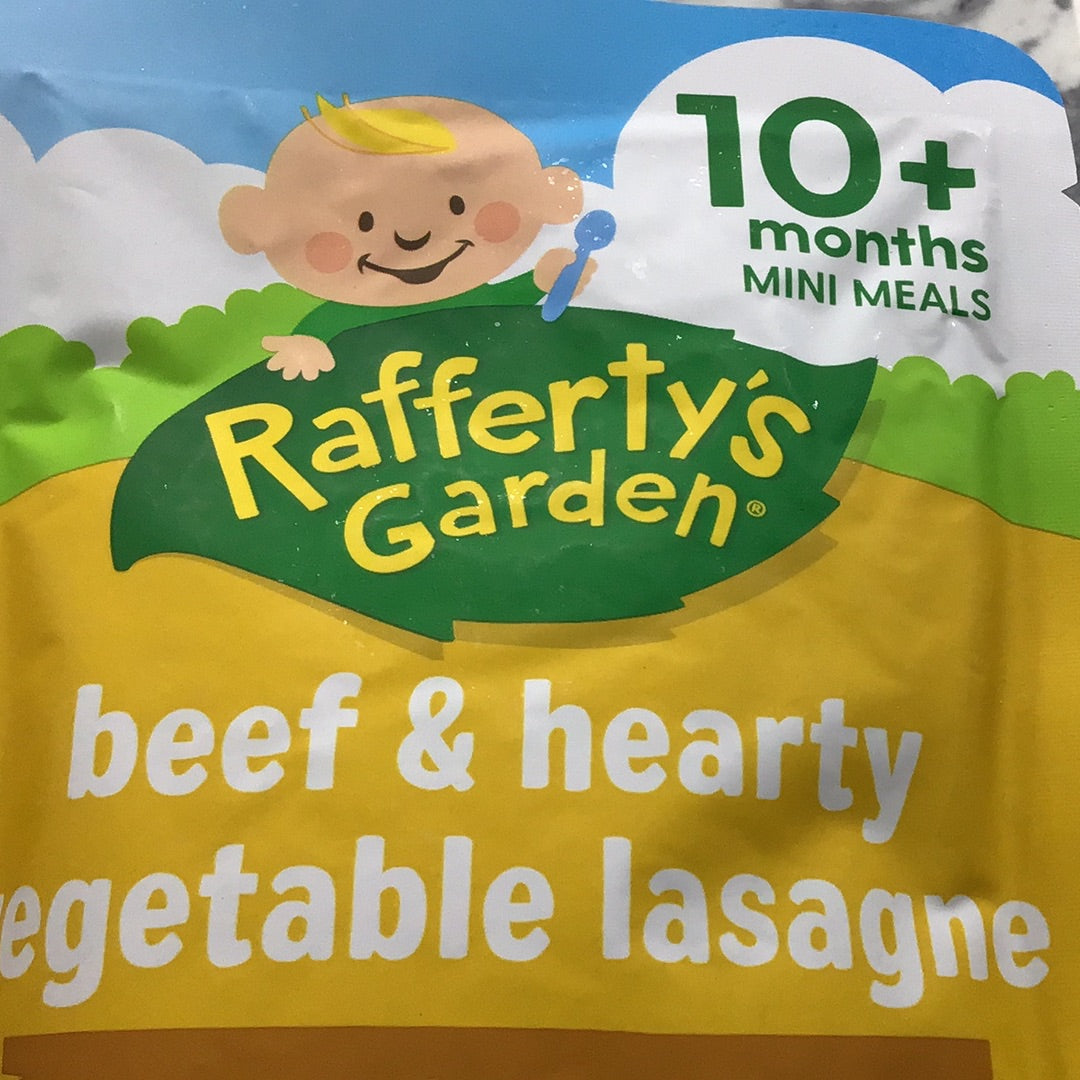 10+
months
MINI MEALS
Rafferty's
Garden®
beef & hearty
egetable lasagne